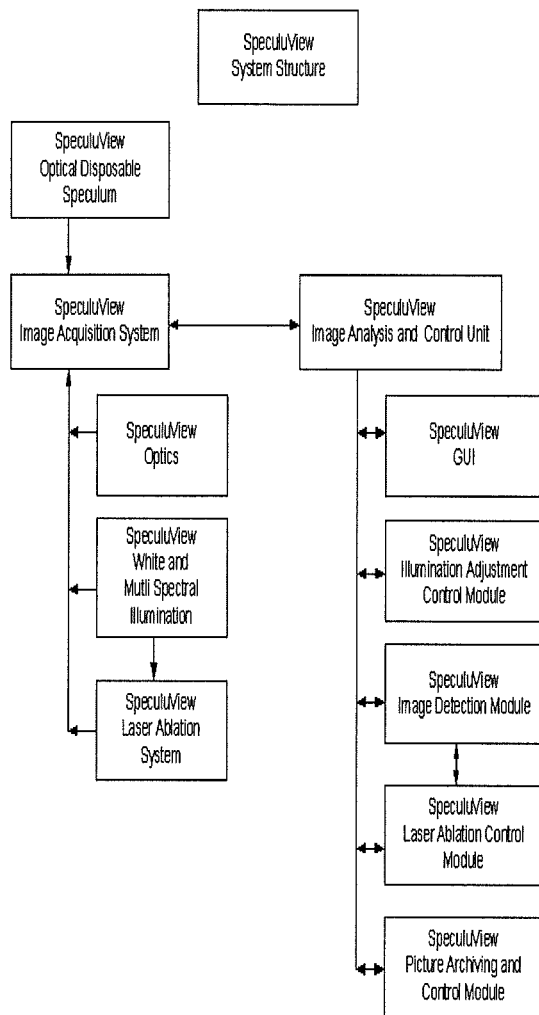 SpeculuView
System Structure
SpeculuView
Optical Disposable
Speculum
SpeculuView
Image Acquisition System
SpeculuView
Image Analysis and Control Unit
SpeculuView
Optics
SpeculuView
White and
Mutli Spectral
Illumination
SpeculuView
Laser Ablation
System
SpeculuView
GUI
SpeculuView
Illumination Adjustment
Control Module
SpeculuView
Image Detection Module
SpeculuView
Laser Ablation Control
Module
SpeculuView
Picture Archiving and
Control Module